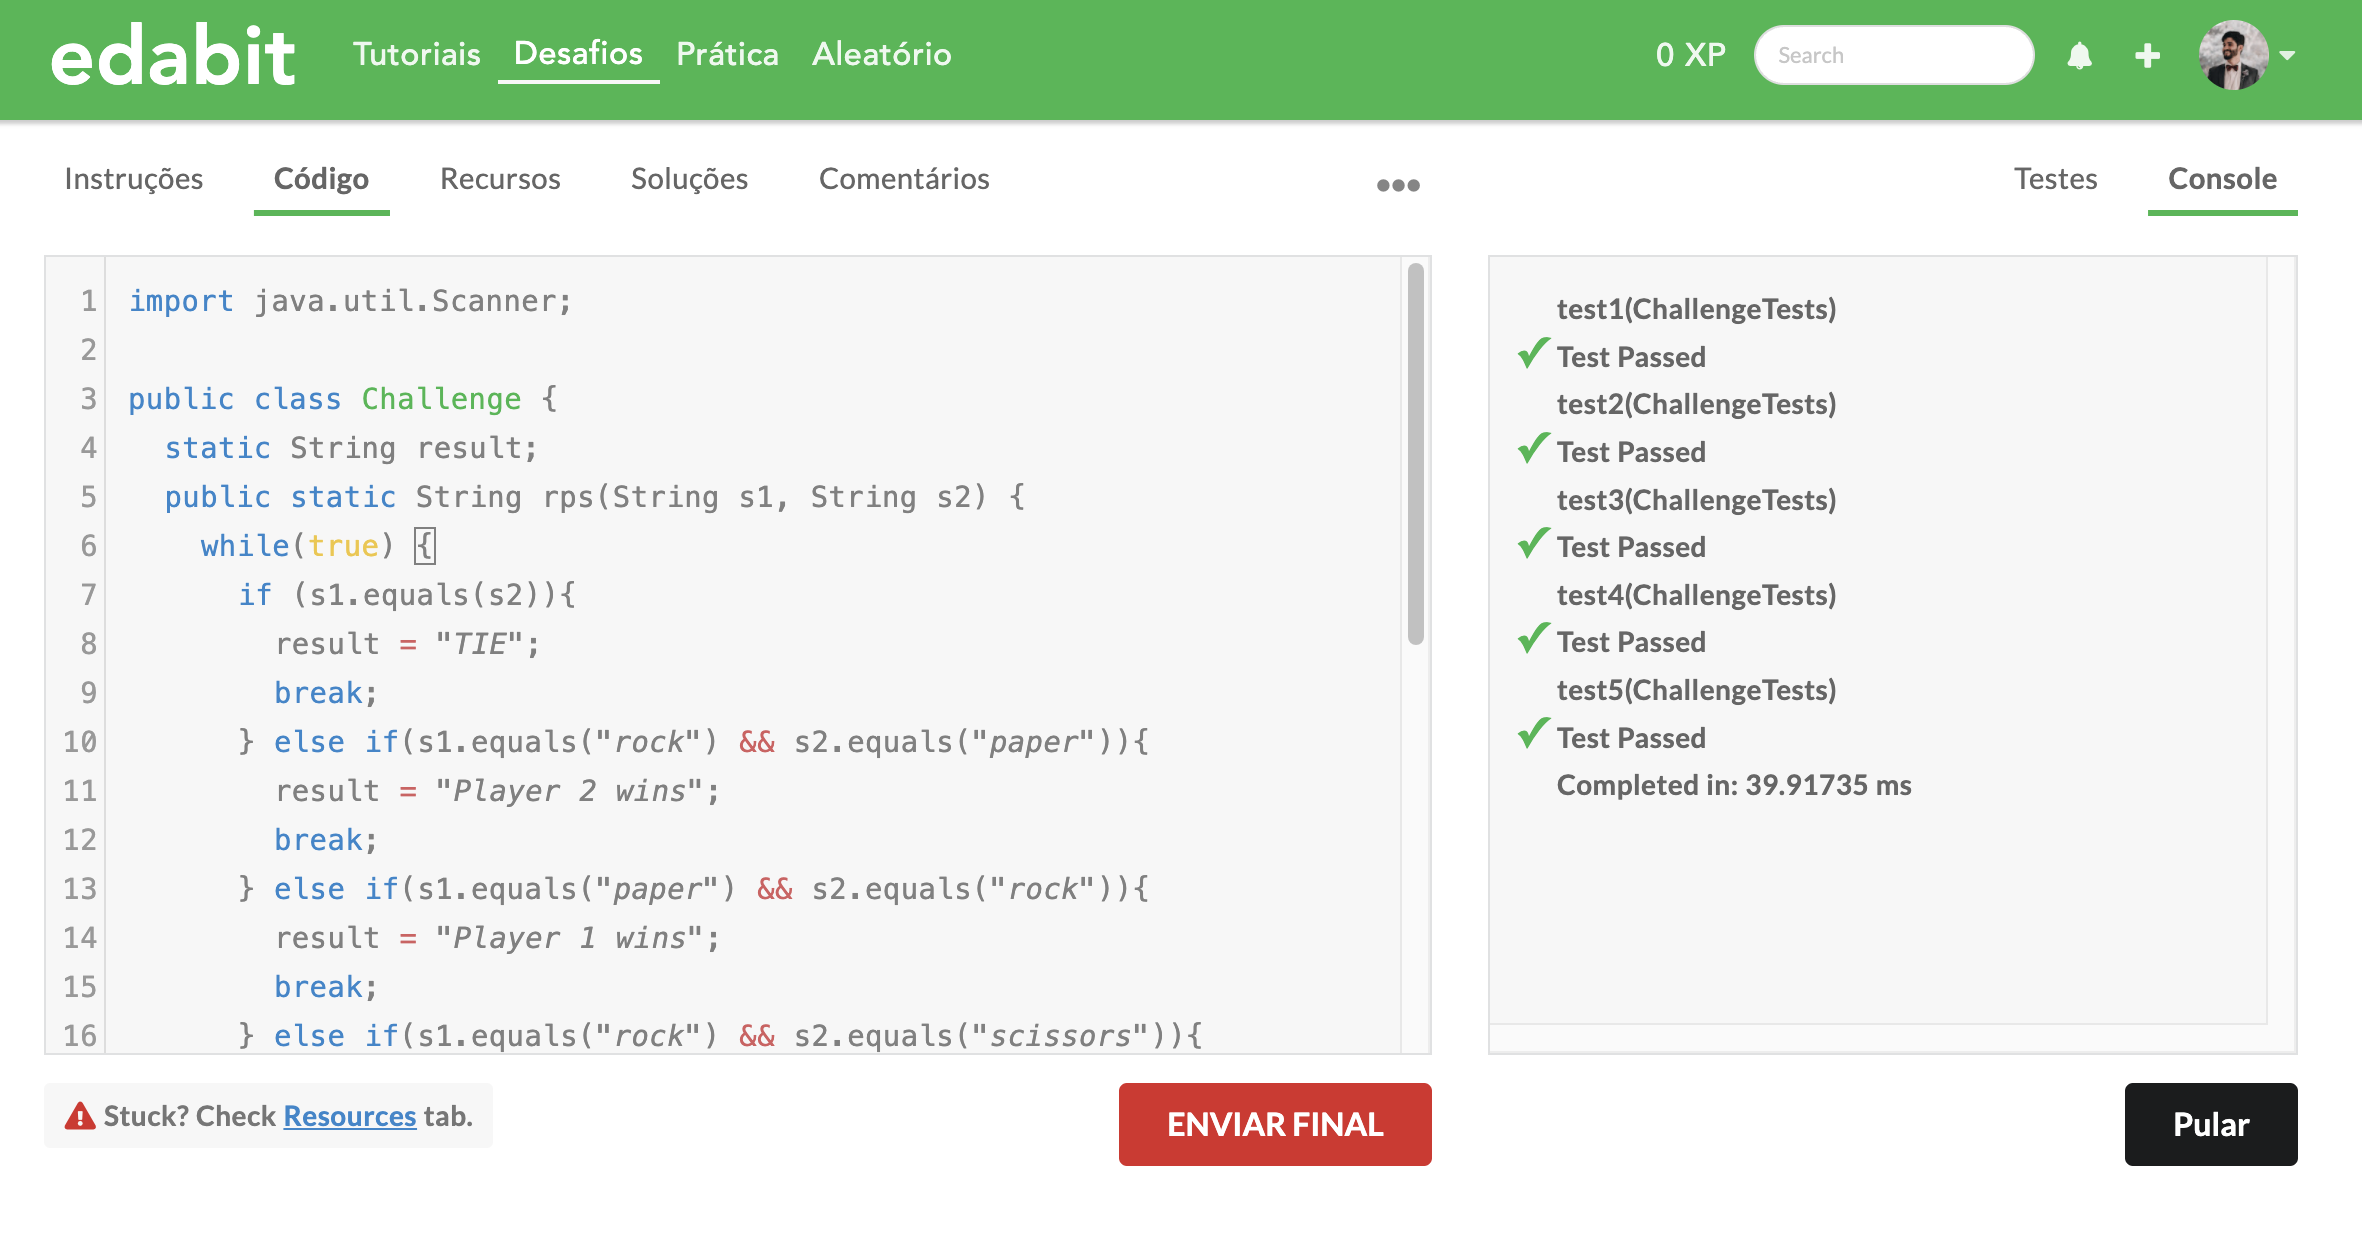 edabit
Tutoriais Desafios Prática Aleatório
0 XP
Search
Instruções Código Recursos Soluções Comentários
Testes Console
1 import java.util.Scanner;
2
3 public class Challenge {
4 static String result;
5 public static String rps(String s1, String s2) {
6 while(true) {
7 if (s1.equals(s2)){
8 result = "TIE";
9 break;
10 } else if(s1.equals("rock") && s2.equals("paper")){
11 result = "Player 2 wins";
12 break;
13 } else if(s1.equals("paper") && s2.equals("rock")){
14 result = "Player 1 wins";
15 break;
16 } else if(s1.equals("rock") && s2.equals("scissors")){
test1(ChallengeTests)
Test Passed
test2(ChallengeTests)
Test Passed
test3(ChallengeTests)
Test Passed
test4(ChallengeTests)
Test Passed
test5(ChallengeTests)
Test Passed
Completed in: 39.91735 ms
Stuck? Check Resources tab.
ENVIAR FINAL
Pular